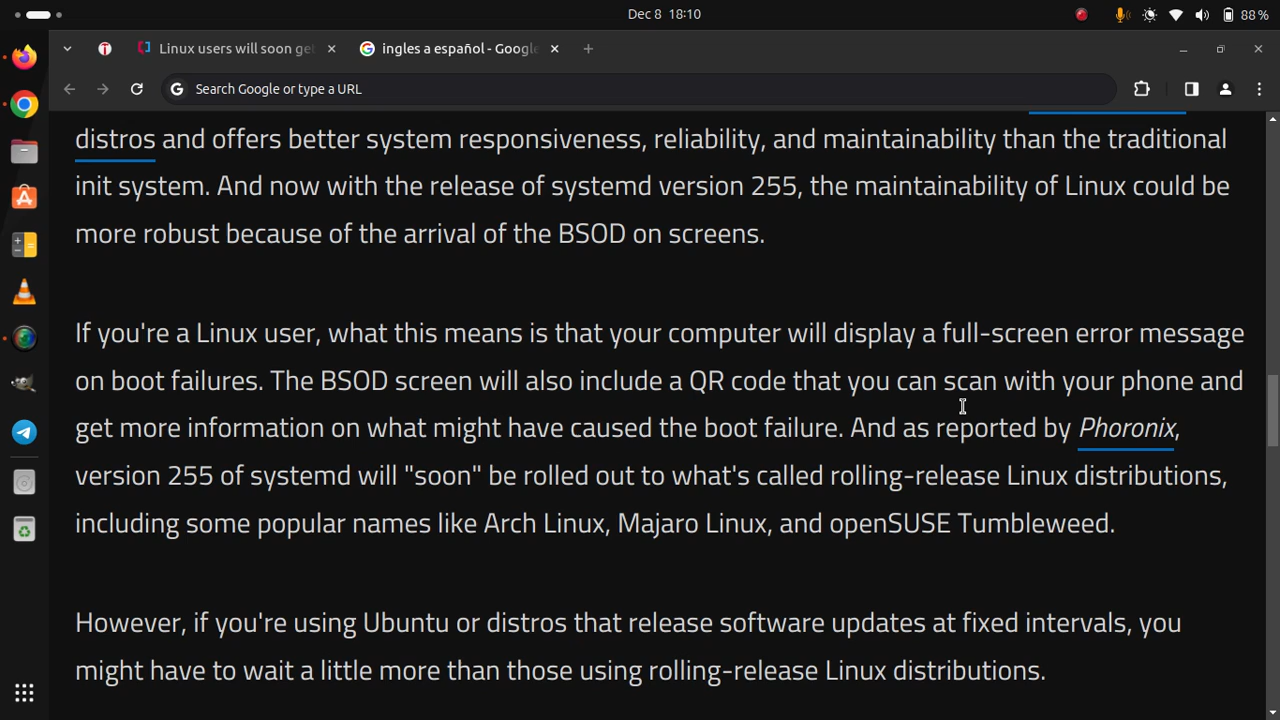 Dec 8 18:10
88 %
Linux users will soon get
ingles a español - Google
Search Google or type a URL
distros and offers better system responsiveness, reliability, and maintainability than the traditional
init system. And now with the release of systemd version 255, the maintainability of Linux could be
more robust because of the arrival of the BSOD on screens.
If you're a Linux user, what this means is that your computer will display a full-screen error message
on boot failures. The BSOD screen will also include a QR code that you can scan with your phone and
get more information on what might have caused the boot failure. And as reported by Phoronix,
version 255 of systemd will "soon" be rolled out to what's called rolling-release Linux distributions,
including some popular names like Arch Linux, Majaro Linux, and openSUSE Tumbleweed.
However, if you're using Ubuntu or distros that release software updates at fixed intervals, you
might have to wait a little more than those using rolling-release Linux distributions.